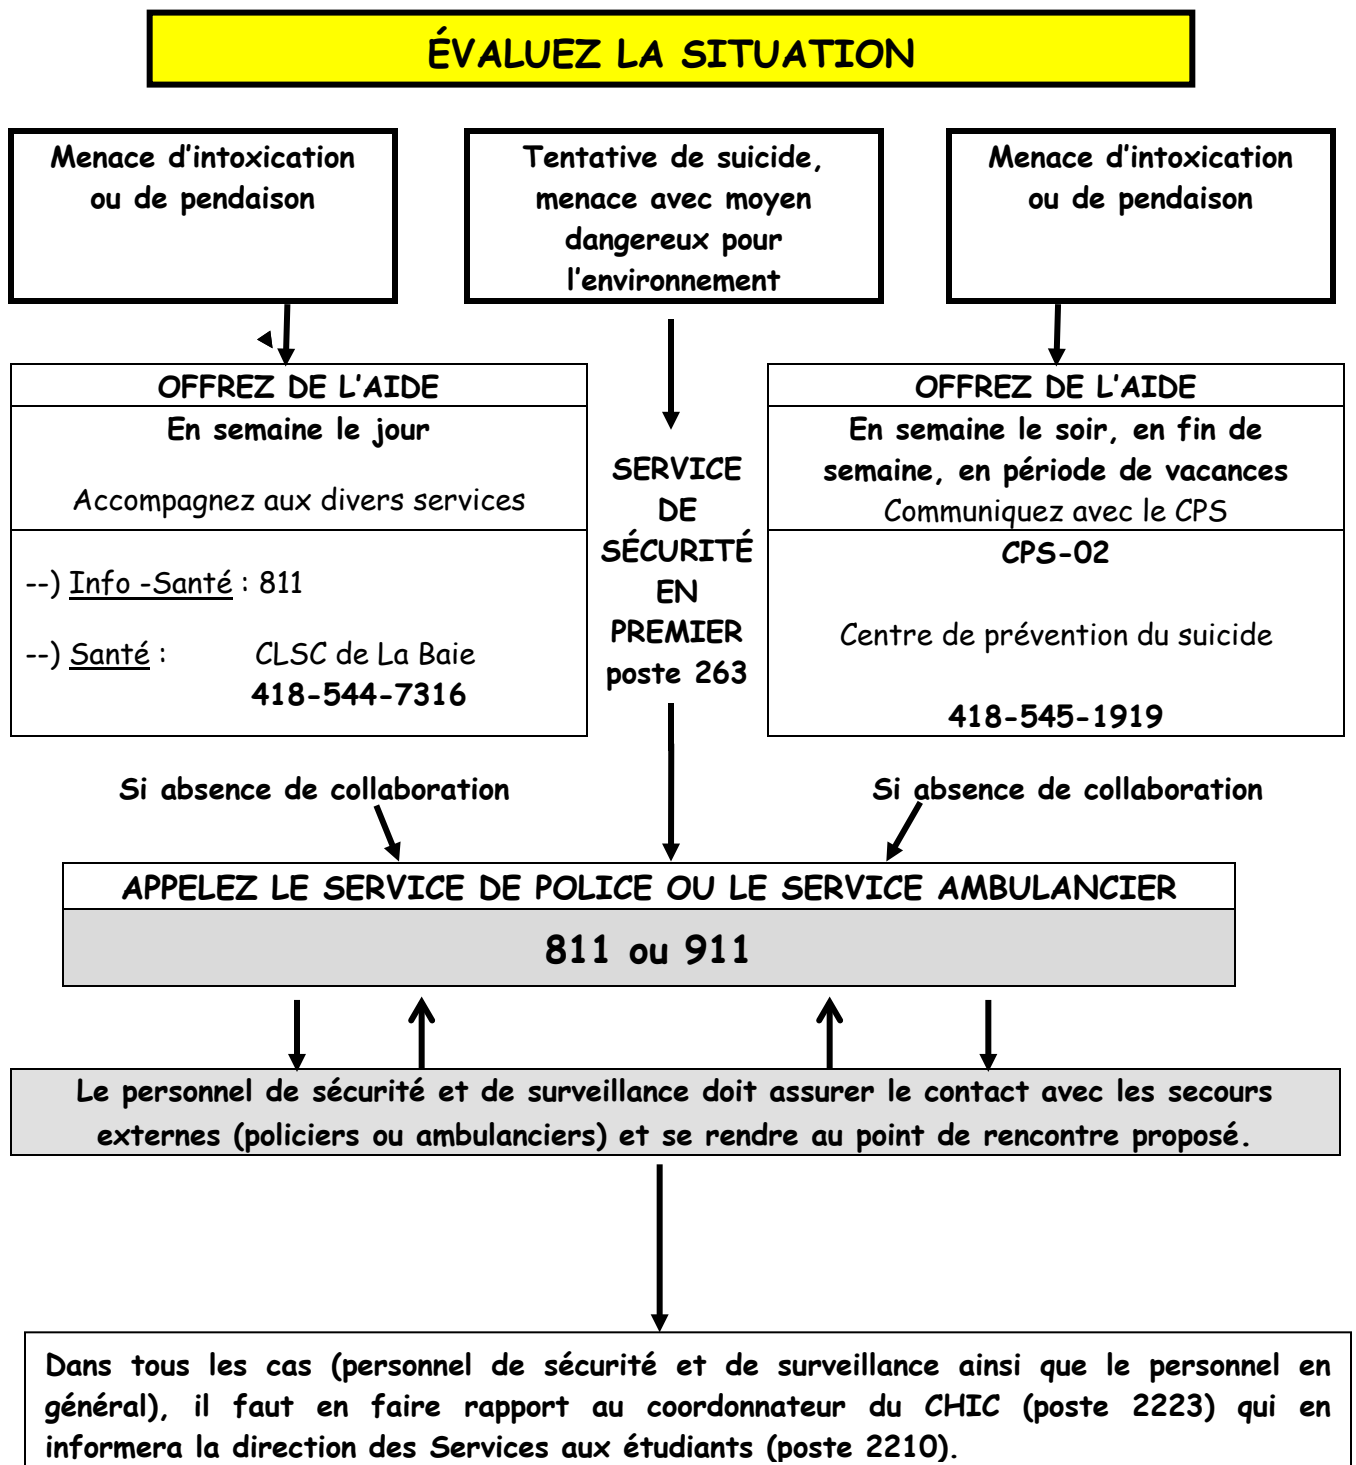 ÉVALUEZ LA SITUATION
Menace d'intoxication
ou de pendaison
Tentative de suicide,
menace avec moyen
dangereux pour
l'environnement
Menace d'intoxication
ou de pendaison
OFFREZ DE L'AIDE
En semaine le jour
Accompagnez aux divers services
--) Info -Santé : 811
--) Santé : CLSC de La Baie
418-544-7316
SERVICE
DE
SÉCURITÉ
EN
PREMIER
poste 263
OFFREZ DE L'AIDE
En semaine le soir, en fin de
semaine, en période de vacances
Communiquez avec le CPS
CPS-02
Centre de prévention du suicide
418-545-1919
Si absence de collaboration
Si absence de collaboration
APPELEZ LE SERVICE DE POLICE OU LE SERVICE AMBULANCIER
811 ou 911
Le personnel de sécurité et de surveillance doit assurer le contact avec les secours
externes (policiers ou ambulanciers) et se rendre au point de rencontre proposé.
Dans tous les cas (personnel de sécurité et de surveillance ainsi que le personnel en
général), il faut en faire rapport au coordonnateur du CHIC (poste 2223) qui en
informera la direction des Services aux étudiants (poste 2210).